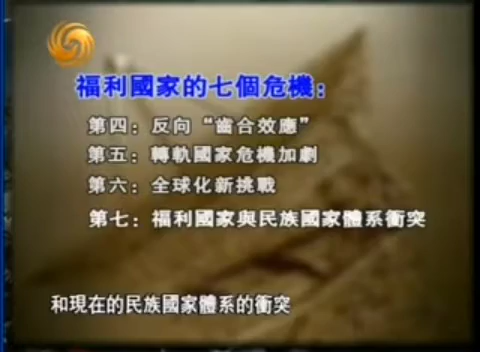 福利國家的七個危機:
第四: 反向“齒合效應”
第五: 轉軌國家危機加劇
第六: 全球化新挑戰
第七: 福利國家與民族國家體系衝突
和現在的民族國家體系的衝突